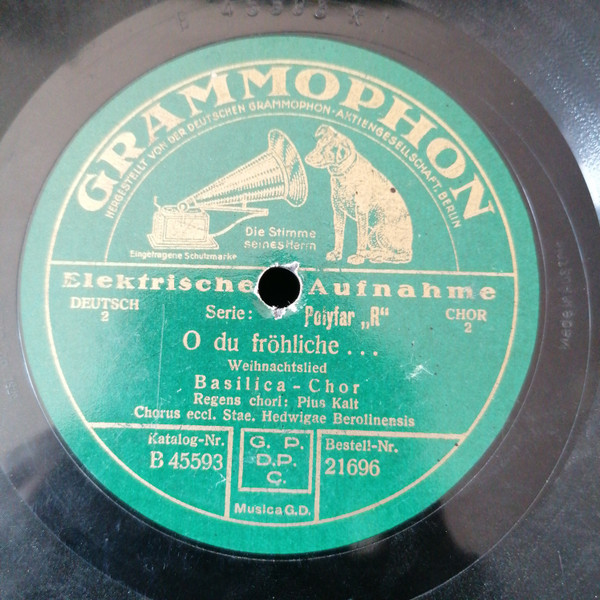 B 45593 K
GRAMMOPHON
HERGESTELLT VON DER DEUTSCHEN GRAMMOPHON-AKTIENGESELLSCHAFT. BERLIN
Die Stimme
seines Herrn
Eingetragene Schutzmarke
Elektrische Aufnahme
DEUTSCH
2
Serie: Polyfar „R“
CHOR
2
O du fröhliche . . .
Weihnachtslied
Basilica - Chor
Regens chori: Pius Kalt
Chorus eccl. Stae. Hedwigae Berolinensis
Katalog-Nr.
B 45593
G. P.
D.P.
C.
Bestell-Nr.
21696
Musica G.D.